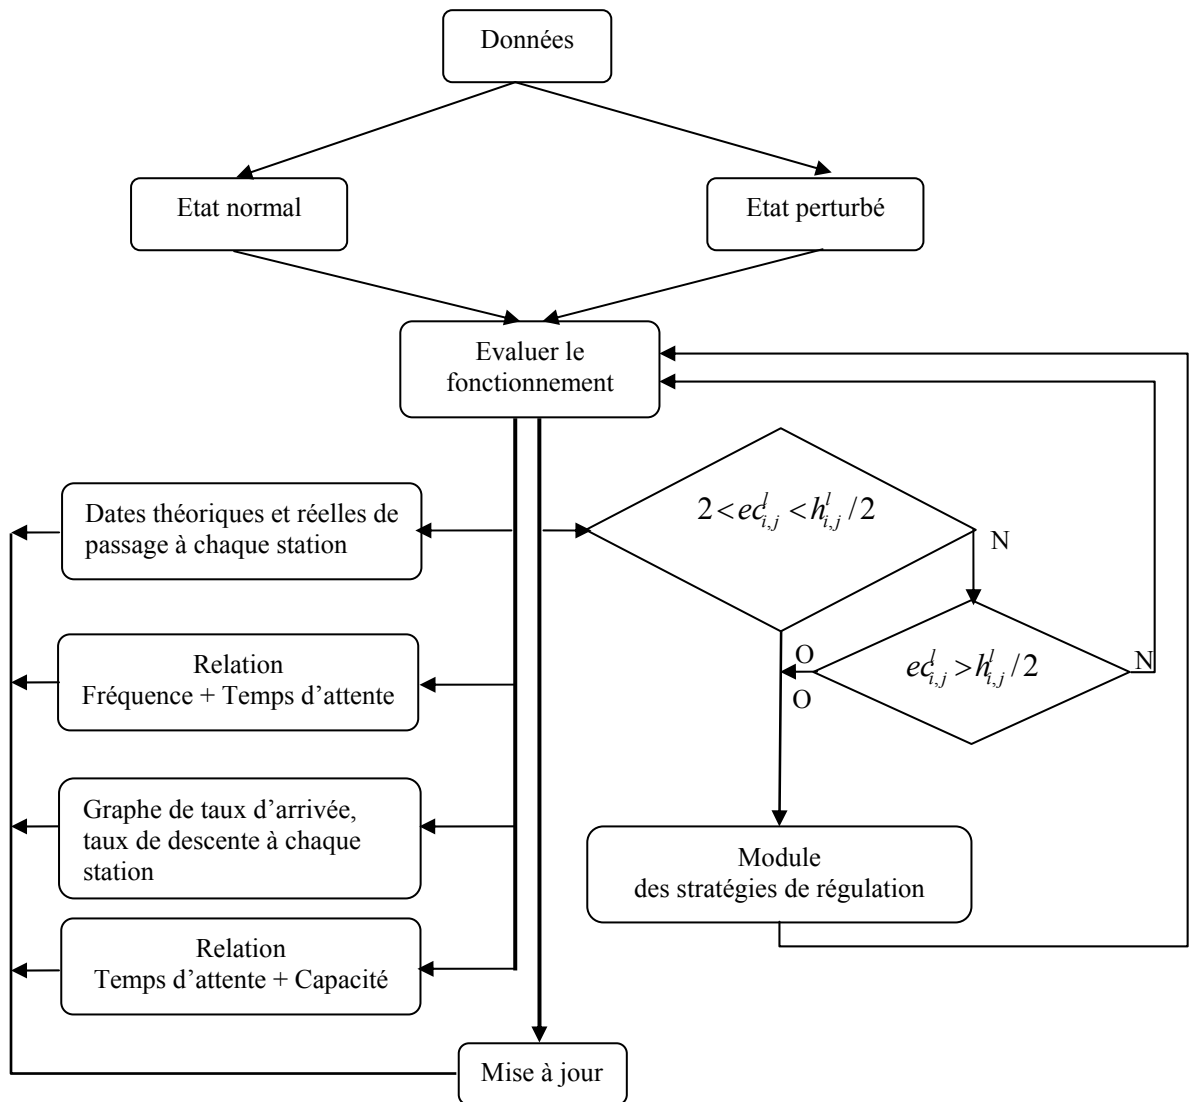 Données
Etat normal
Etat perturbé
Evaluer le
fonctionnement
2 < ec^l_{i,j} < h^l_{i,j} / 2
N
Dates théoriques et réelles de
passage à chaque station
ec^l_{i,j} > h^l_{i,j} / 2
O
N
O
Relation
Fréquence + Temps d’attente
Graphe de taux d’arrivée,
taux de descente à chaque
station
Module
des stratégies de régulation
Relation
Temps d’attente + Capacité
Mise à jour